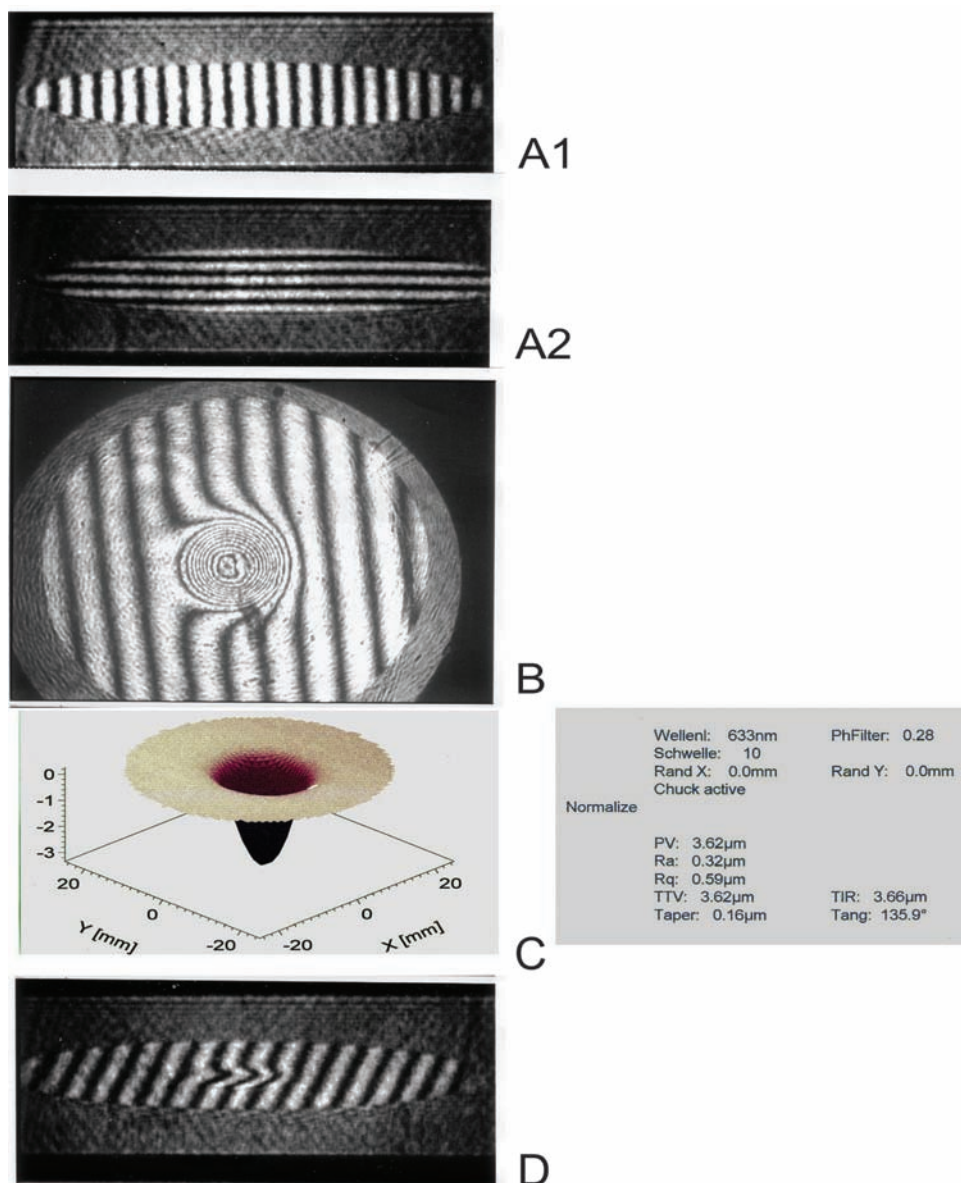 A1
A2
B
0
-1
-2
-3
20
0
-20
Y [mm]
-20
0
20
X [mm]
C
Wellenl: 633nm PhFilter: 0.28
Schwelle: 10
Rand X: 0.0mm Rand Y: 0.0mm
Chuck active
Normalize
PV: 3.62µm
Ra: 0.32µm
Rq: 0.59µm
TTV: 3.62µm TIR: 3.66µm
Taper: 0.16µm Tang: 135.9°
D